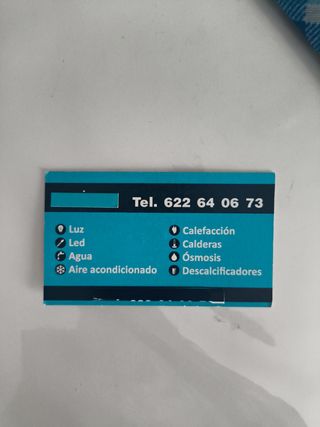 Tel. 622 64 06 73
Luz
Led
Agua
Aire acondicionado
Calefacción
Calderas
Ósmosis
Descalcificadores